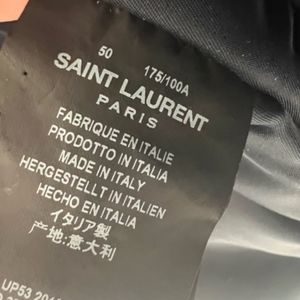 50 175/100A
SAINT LAURENT
PARIS
FABRIQUE EN ITALIE
PRODOTTO IN ITALIA
MADE IN ITALY
HERGESTELLT IN ITALIEN
HECHO EN ITALIA
イタリア製
产地:意大利
UP53